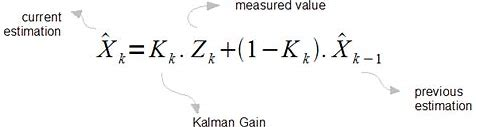 current
estimation
measured value
X̂ₖ=Kₖ. Zₖ+(1−Kₖ). X̂ₖ₋₁
previous
estimation
Kalman Gain